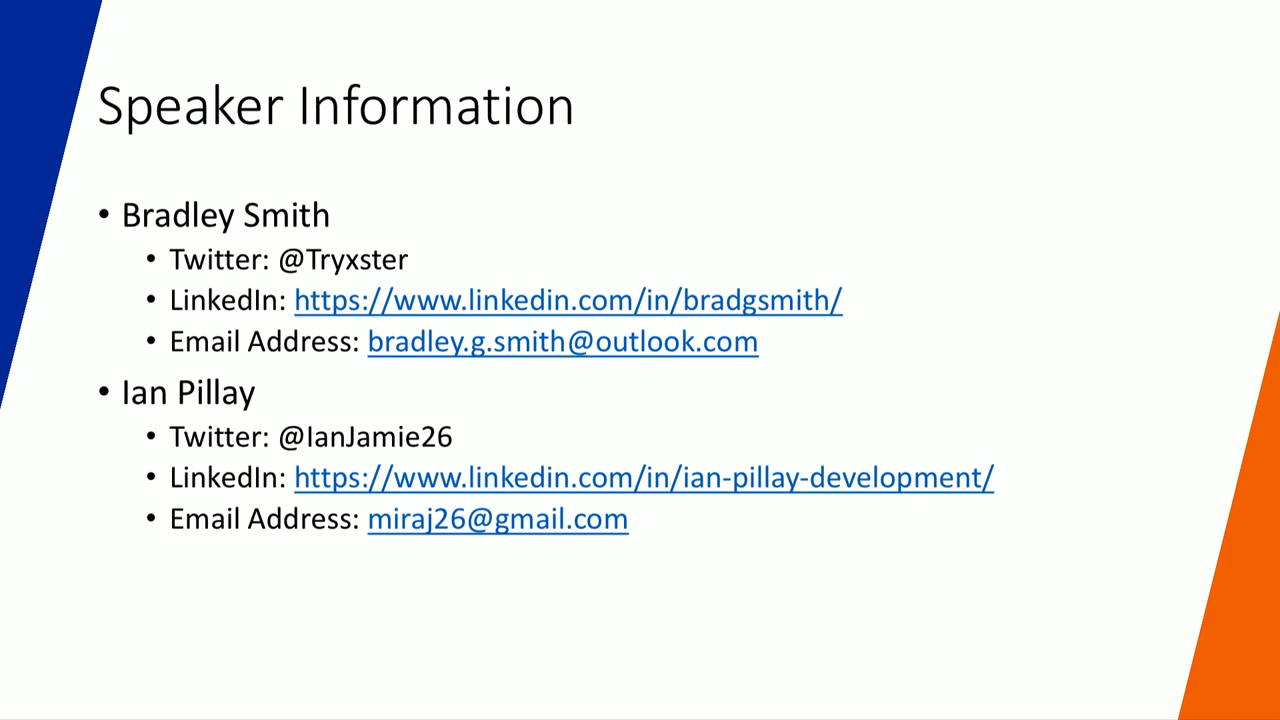 Speaker Information
• Bradley Smith
• Twitter: @Tryxster
• LinkedIn: https://www.linkedin.com/in/bradgsmith/
• Email Address: bradley.g.smith@outlook.com
• Ian Pillay
• Twitter: @IanJamie26
• LinkedIn: https://www.linkedin.com/in/ian-pillay-development/
• Email Address: miraj26@gmail.com